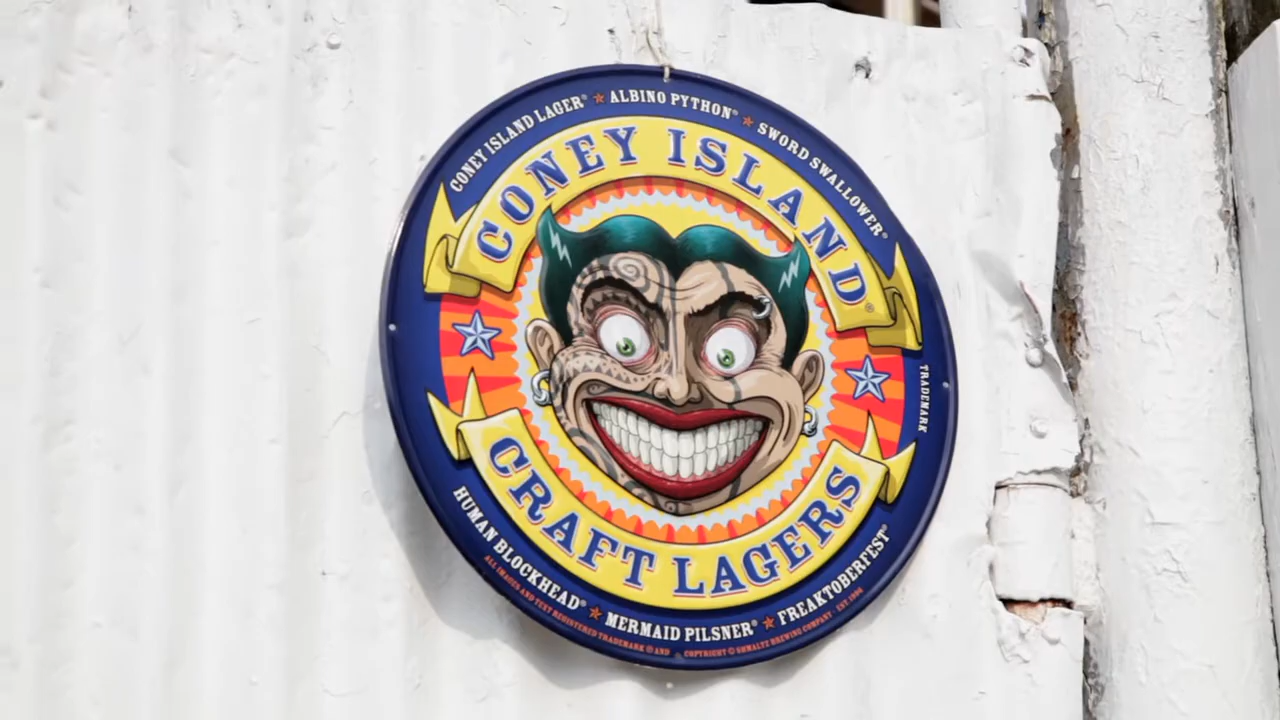 CONEY ISLAND LAGER® ★ ALBINO PYTHON® ★ SWORD SWALLOWER®
CONEY ISLAND®
TRADEMARK
CRAFT LAGERS
HUMAN BLOCKHEAD® ★ MERMAID PILSNER® ★ FREAKTOBERFEST®
ALL IMAGES AND TEXT REGISTERED TRADEMARK ® AND COPYRIGHT © SHMALTZ BREWING COMPANY · EST. 1996